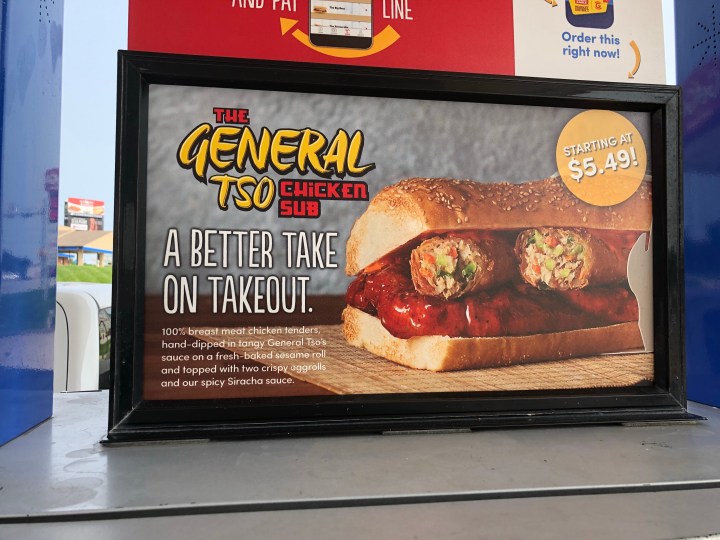 AND PAY
LINE
Order this
right now!
THE
GENERAL
TSO CHICKEN
SUB
STARTING AT
$5.49!
A BETTER TAKE
ON TAKEOUT.
100% breast meat chicken tenders,
hand-dipped in tangy General Tso's
sauce on a fresh-baked sesame roll
and topped with two crispy eggrolls
and our spicy Siracha sauce.